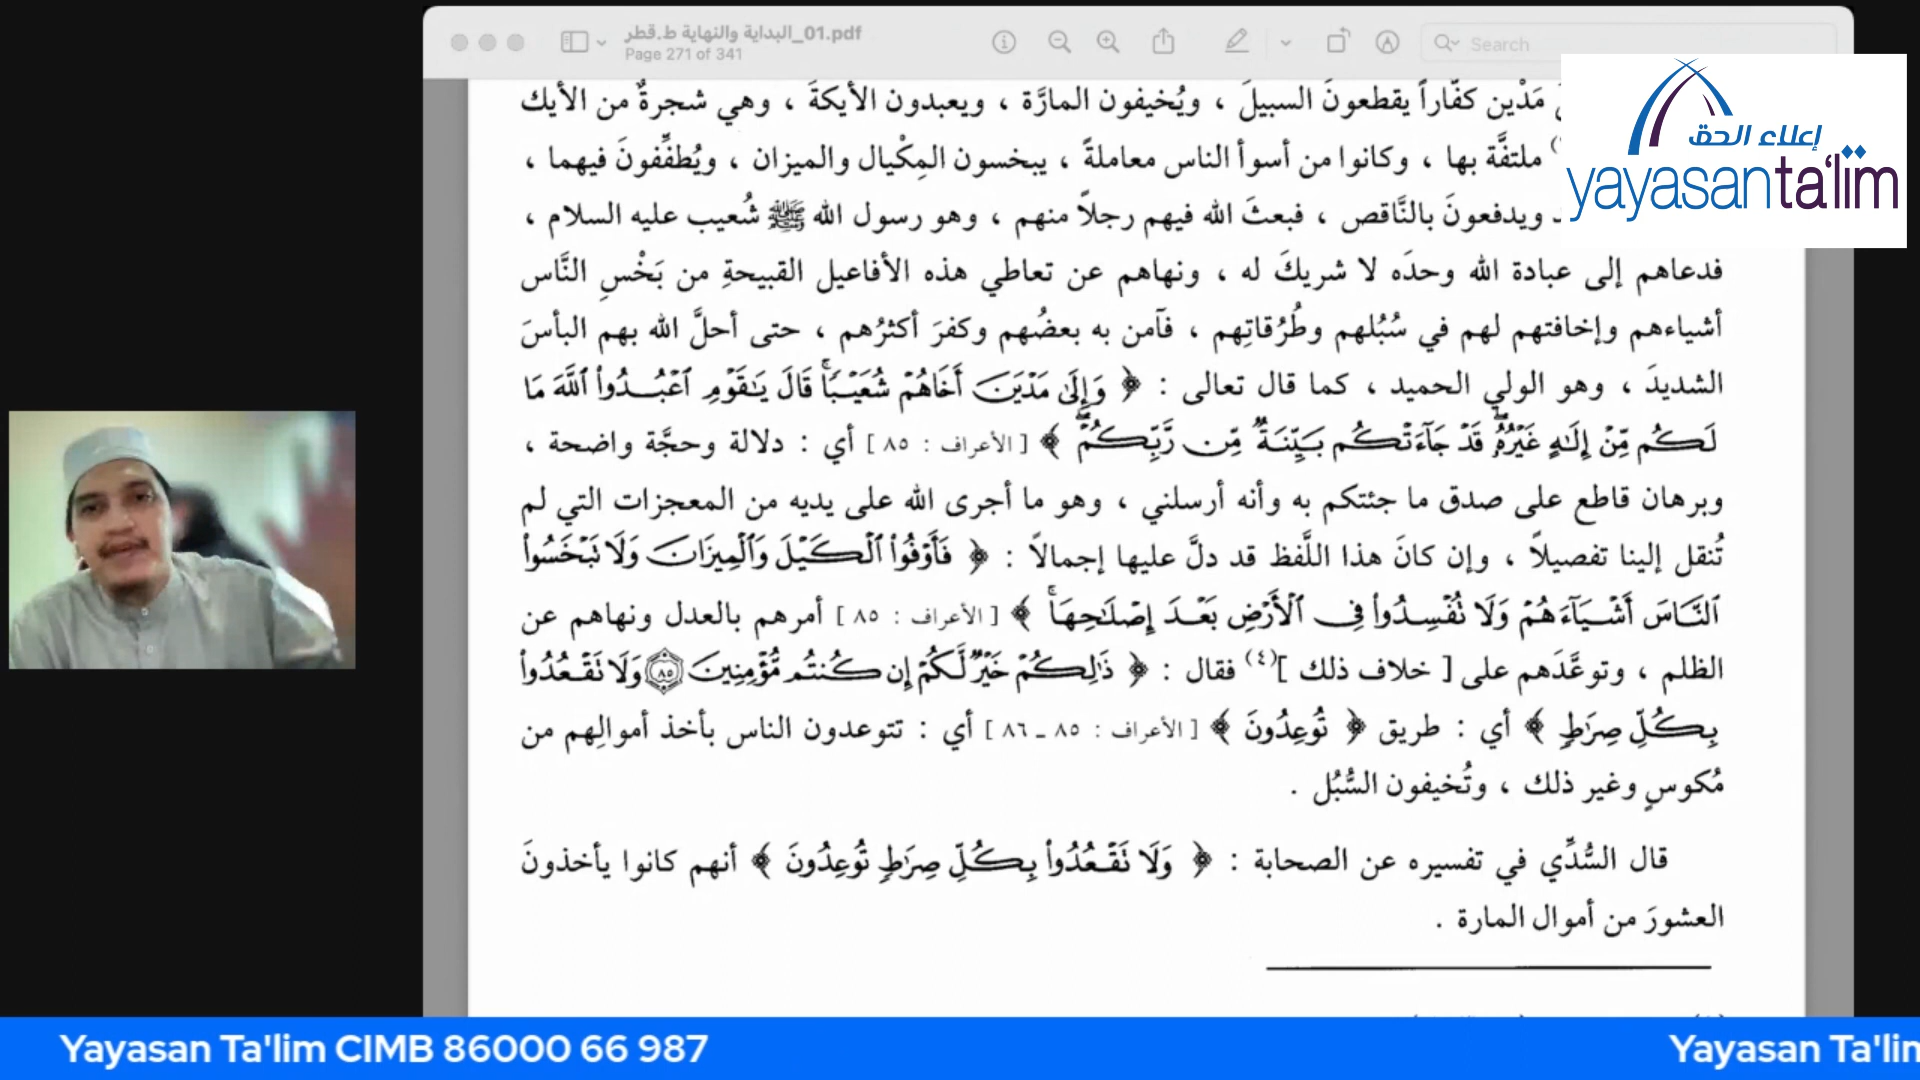 البداية والنهاية ط.قطر_01.pdf
Page 271 of 341
Search
إعلاء الحق
yayasanta'lim
مَدْين كفّاراً يقطعونَ السبيلَ ، ويُخيفون المارَّة ، ويعبدون الأيكةَ ، وهي شجرةٌ من الأيك
ملتفَّة بها ، وكانوا من أسوأ الناس معاملةً ، يبخسون المِكْيال والميزان ، ويُطفِّفونَ فيهما ،
ويدفعونَ بالنَّاقص ، فبعثَ الله فيهم رجلاً منهم ، وهو رسول الله ﷺ شُعيب عليه السلام ،
فدعاهم إلى عبادة الله وحدَه لا شريكَ له ، ونهاهم عن تعاطي هذه الأفاعيل القبيحةِ من بَخْسِ النَّاس
أشياءهم وإخافتهم لهم في سُبُلهم وطُرُقاتِهم ، فآمن به بعضُهم وكفرَ أكثرُهم ، حتى أحلَّ الله بهم البأسَ
الشديدَ ، وهو الولي الحميد ، كما قال تعالى : ﴿ وَإِلَىٰ مَدْيَنَ أَخَاهُمْ شُعَيْبًا ۚ قَالَ يَٰقَوْمِ ٱعْبُدُوا۟ ٱللَّهَ مَا
لَكُم مِّنْ إِلَٰهٍ غَيْرُهُۥ ۖ قَدْ جَآءَتْكُم بَيِّنَةٌ مِّن رَّبِّكُمْ ۖ ﴾ [ الأعراف : ٨٥ ] أي : دلالة وحجَّة واضحة ،
وبرهان قاطع على صدق ما جئتكم به وأنه أرسلني ، وهو ما أجرى الله على يديه من المعجزات التي لم
تُنقل إلينا تفصيلاً ، وإن كانَ هذا اللَّفظ قد دلَّ عليها إجمالاً : ﴿ فَأَوْفُوا۟ ٱلْكَيْلَ وَٱلْمِيزَانَ وَلَا تَبْخَسُوا۟
ٱلنَّاسَ أَشْيَآءَهُمْ وَلَا تُفْسِدُوا۟ فِى ٱلْأَرْضِ بَعْدَ إِصْلَٰحِهَا ۚ ﴾ [ الأعراف : ٨٥ ] أمرهم بالعدل ونهاهم عن
الظلم ، وتوعَّدَهم على [ خلاف ذلك ](٤) فقال : ﴿ ذَٰلِكُمْ خَيْرٌ لَّكُمْ إِن كُنتُم مُّؤْمِنِينَ ۝٨٥ وَلَا تَقْعُدُوا۟
بِكُلِّ صِرَٰطٍ ﴾ أي : طريق ﴿ تُوعِدُونَ ﴾ [ الأعراف : ٨٥ ـ ٨٦ ] أي : تتوعدون الناس بأخذ أموالِهم من
مُكوسٍ وغير ذلك ، وتُخيفون السُّبُل .
قال السُّدِّي في تفسيره عن الصحابة : ﴿ وَلَا تَقْعُدُوا۟ بِكُلِّ صِرَٰطٍ تُوعِدُونَ ﴾ أنهم كانوا يأخذونَ
العشورَ من أموال المارة .
Yayasan Ta'lim CIMB 86000 66 987
Yayasan Ta'lim